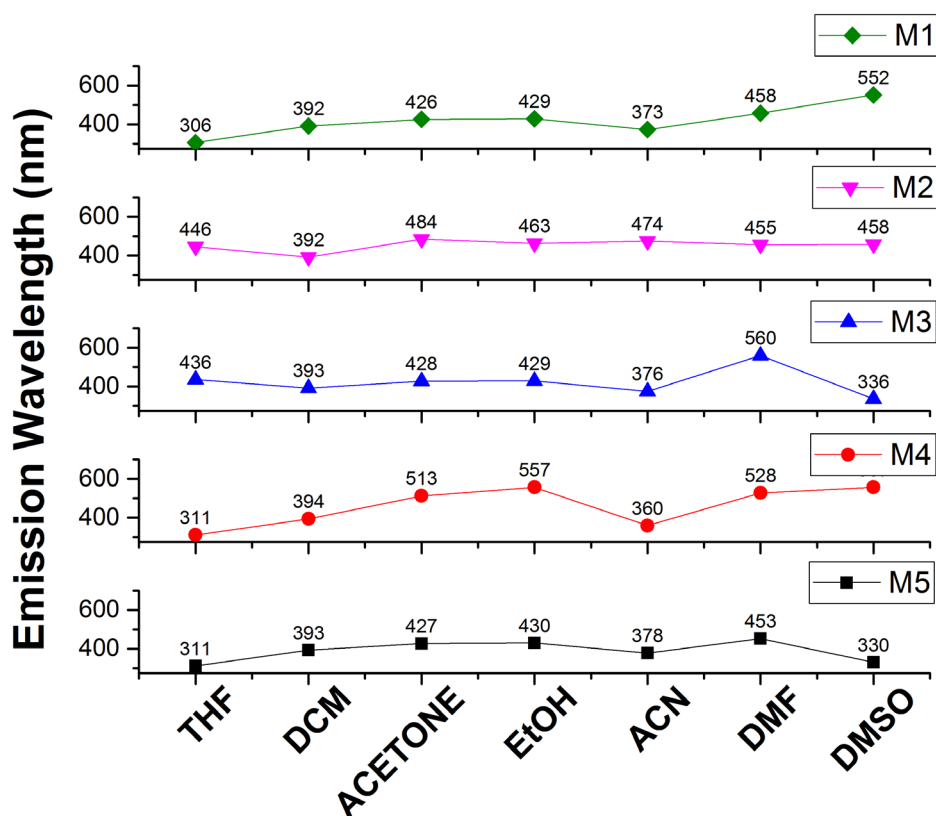 Emission Wavelength (nm)
M1
600
400
306 392 426 429 373 458 552
M2
600
400
446 392 484 463 474 455 458
M3
600
400
436 393 428 429 376 560 336
M4
600
400
311 394 513 557 360 528
M5
600
400
311 393 427 430 378 453 330
THF DCM ACETONE EtOH ACN DMF DMSO